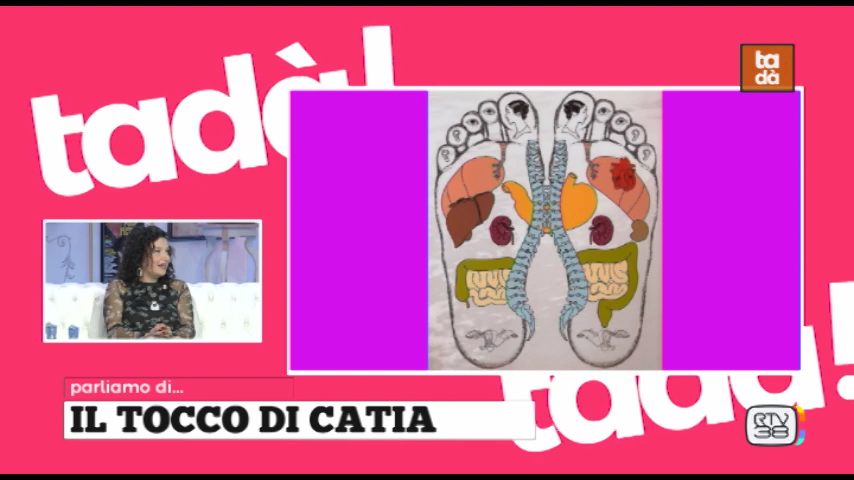 tadà!
ta
dà
tadà!
parliamo di...
IL TOCCO DI CATIA
RTV
38